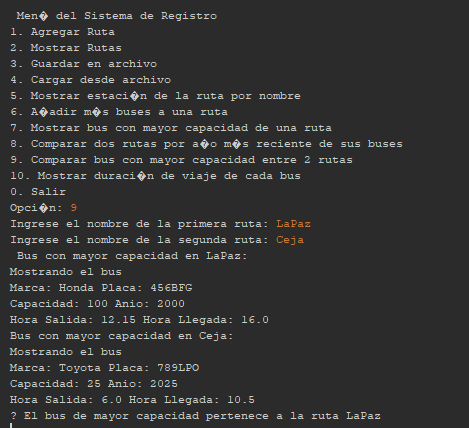 Men� del Sistema de Registro
1. Agregar Ruta
2. Mostrar Rutas
3. Guardar en archivo
4. Cargar desde archivo
5. Mostrar estaci�n de la ruta por nombre
6. A�adir m�s buses a una ruta
7. Mostrar bus con mayor capacidad de una ruta
8. Comparar dos rutas por a�o m�s reciente de sus buses
9. Comparar bus con mayor capacidad entre 2 rutas
10. Mostrar duraci�n de viaje de cada bus
0. Salir
Opci�n: 9
Ingrese el nombre de la primera ruta: LaPaz
Ingrese el nombre de la segunda ruta: Ceja
Bus con mayor capacidad en LaPaz:
Mostrando el bus
Marca: Honda Placa: 456BFG
Capacidad: 100 Anio: 2000
Hora Salida: 12.15 Hora Llegada: 16.0
Bus con mayor capacidad en Ceja:
Mostrando el bus
Marca: Toyota Placa: 789LPO
Capacidad: 25 Anio: 2025
Hora Salida: 6.0 Hora Llegada: 10.5
? El bus de mayor capacidad pertenece a la ruta LaPaz